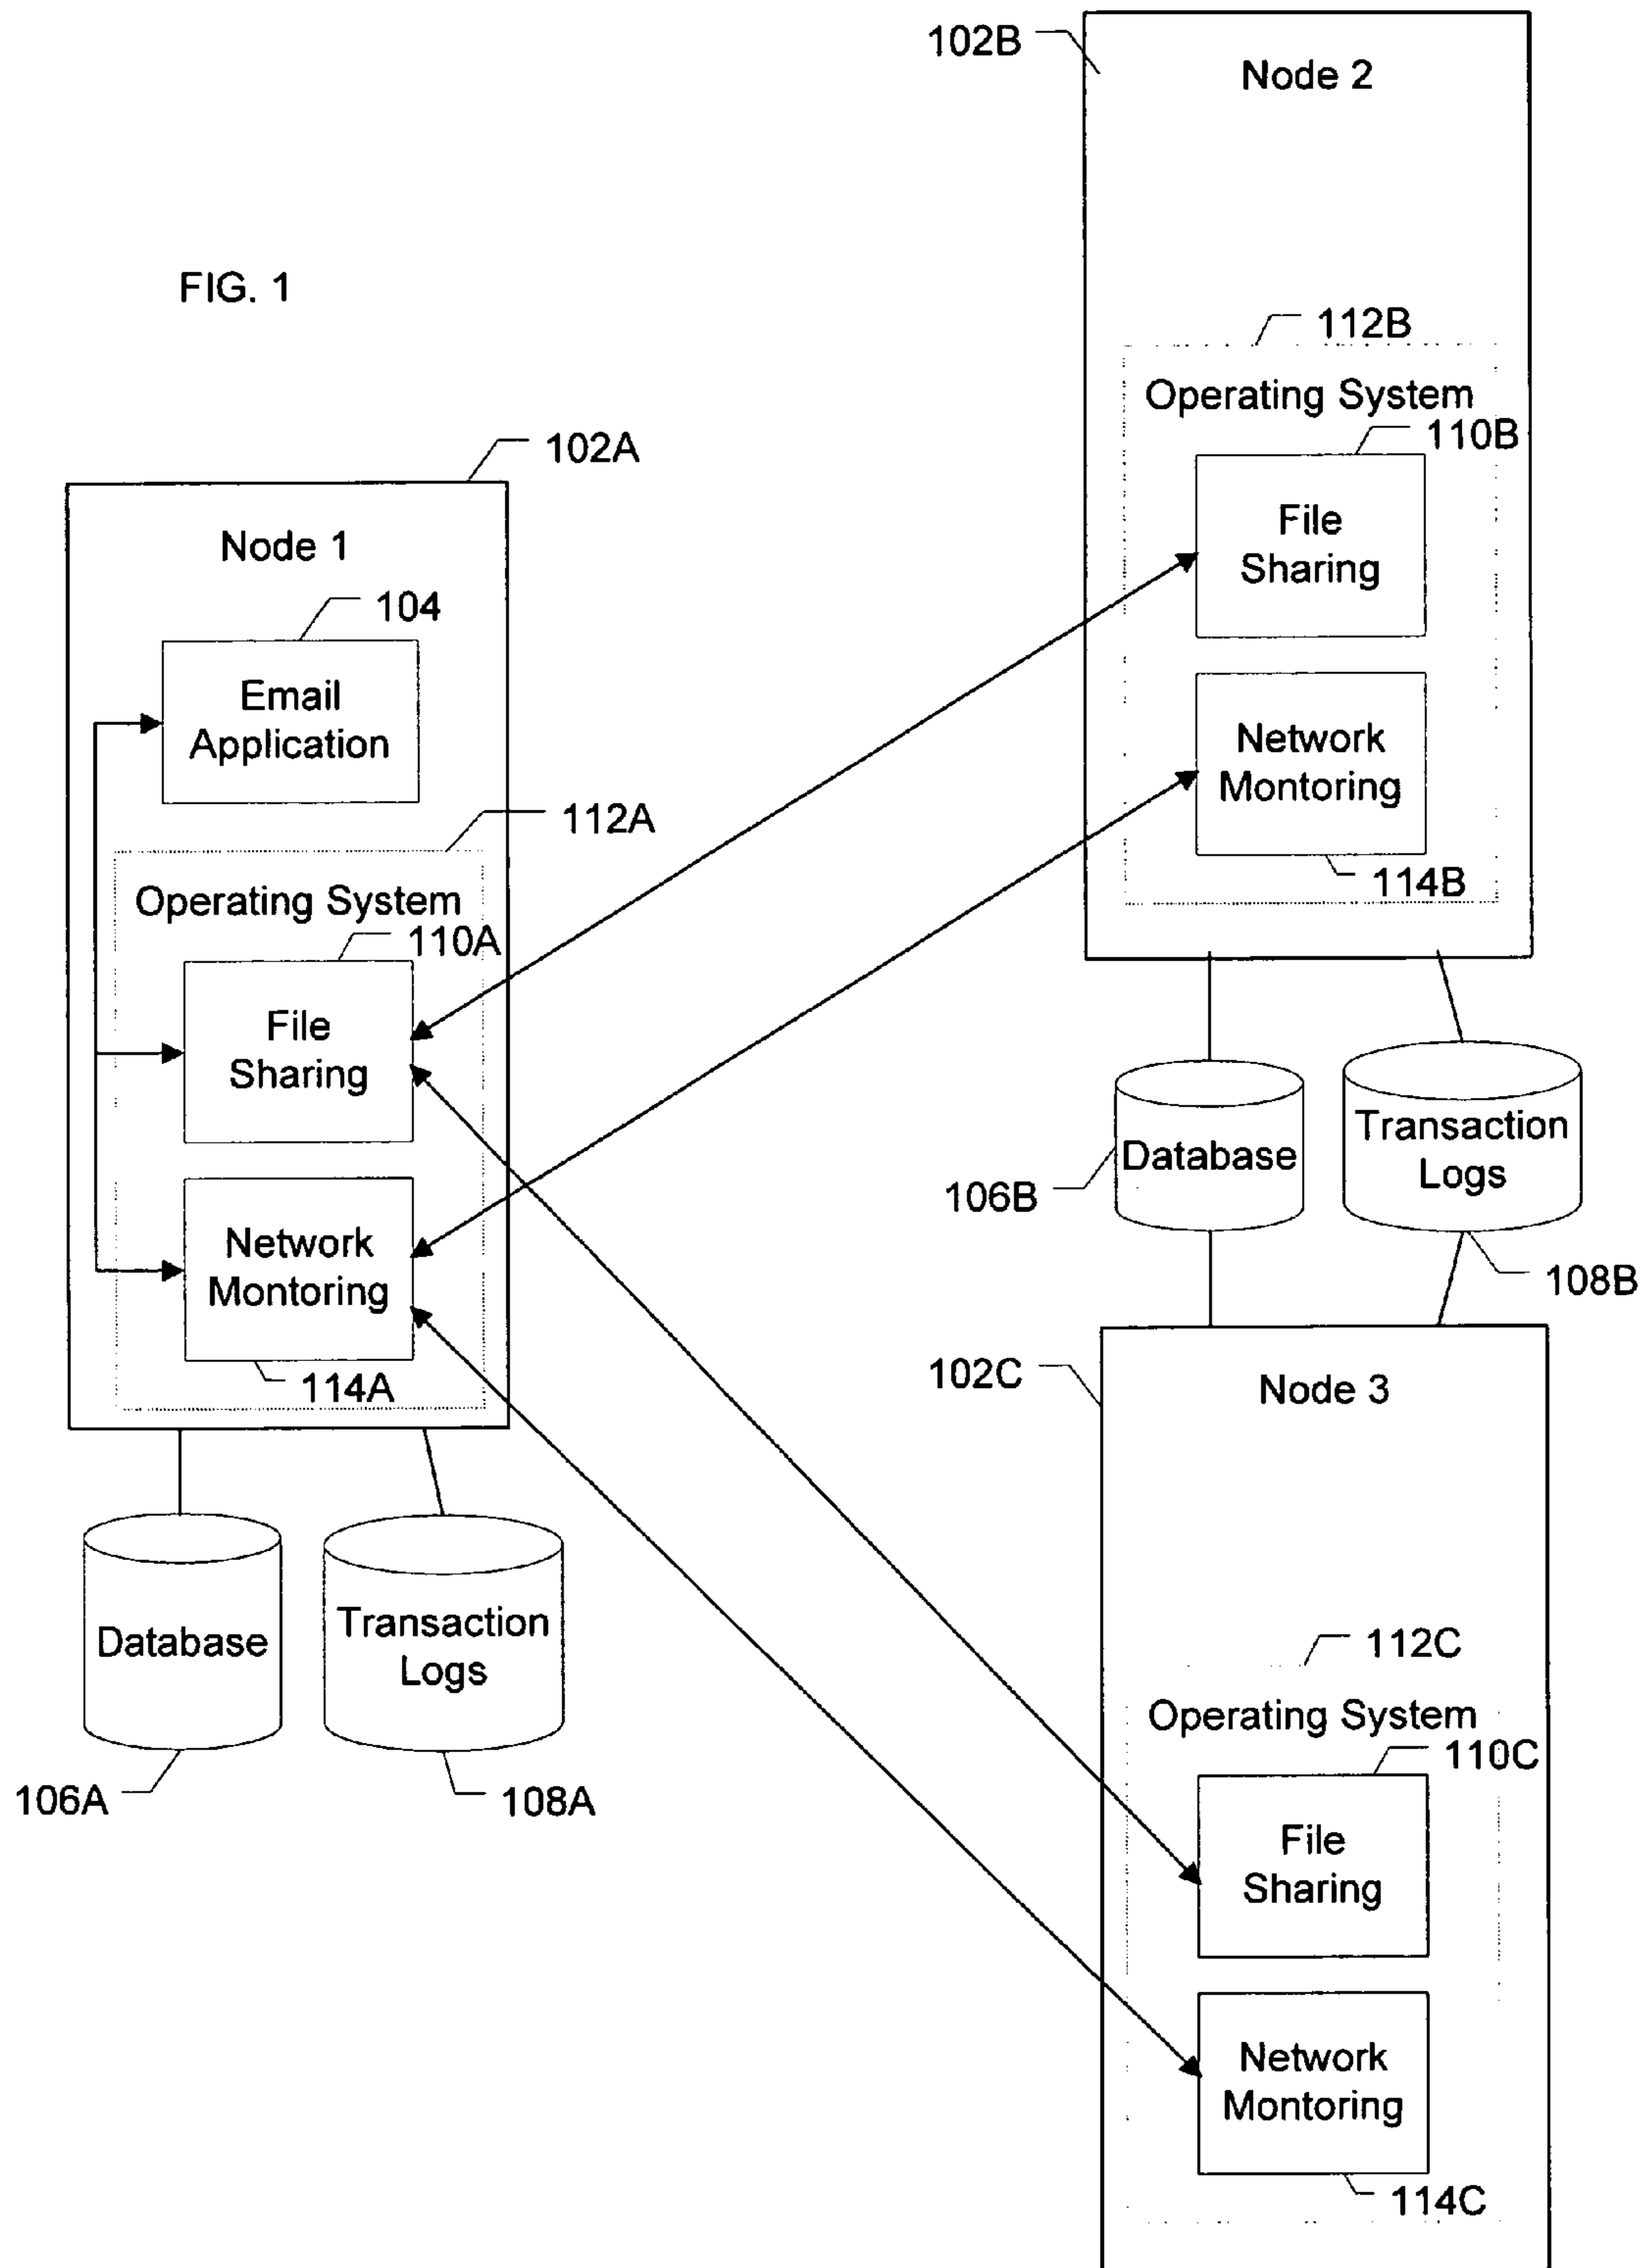 FIG. 1
102A
Node 1
104
Email
Application
112A
Operating System
110A
File
Sharing
Network
Montoring
114A
Database
Transaction
Logs
106A
108A
102B
Node 2
112B
Operating System
110B
File
Sharing
Network
Montoring
114B
Database
Transaction
Logs
106B
108B
102C
Node 3
112C
Operating System
110C
File
Sharing
Network
Montoring
114C